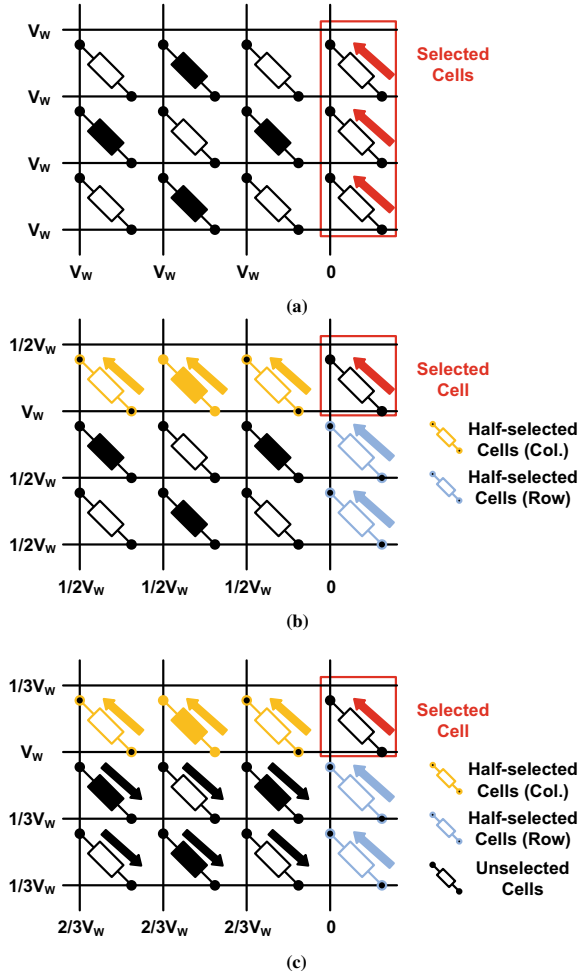 V_W
Selected
Cells
V_W
V_W
V_W
V_W V_W V_W 0
(a)
1/2V_W
Selected
Cell
V_W
Half-selected
Cells (Col.)
1/2V_W
Half-selected
Cells (Row)
1/2V_W
1/2V_W 1/2V_W 1/2V_W 0
(b)
1/3V_W
Selected
Cell
V_W
Half-selected
Cells (Col.)
1/3V_W
Half-selected
Cells (Row)
1/3V_W
Unselected
Cells
2/3V_W 2/3V_W 2/3V_W 0
(c)